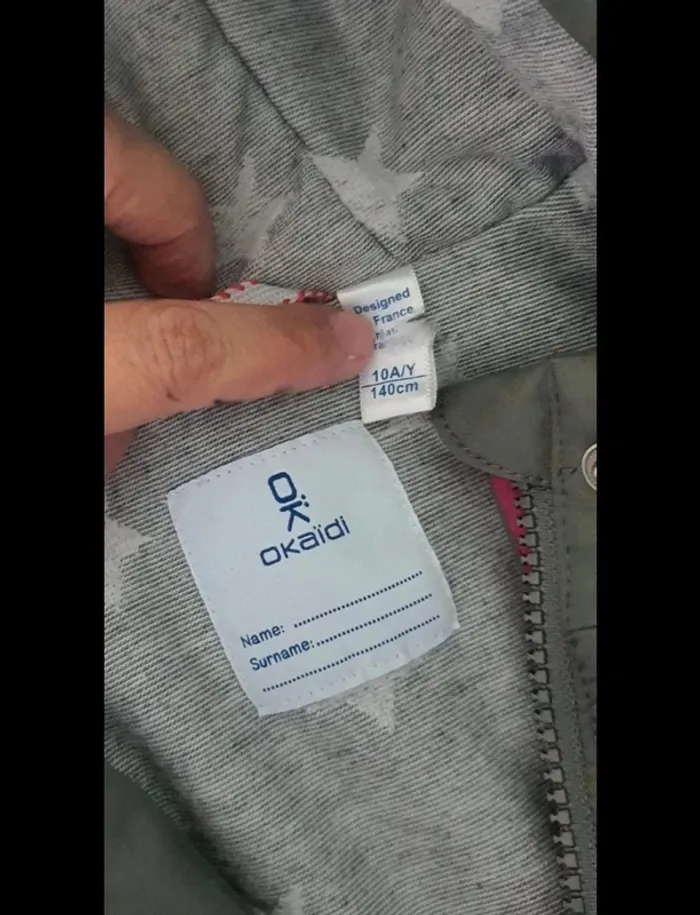 Designed
France
10A/Y
140cm
OK
okaïdi
Name:
Surname: